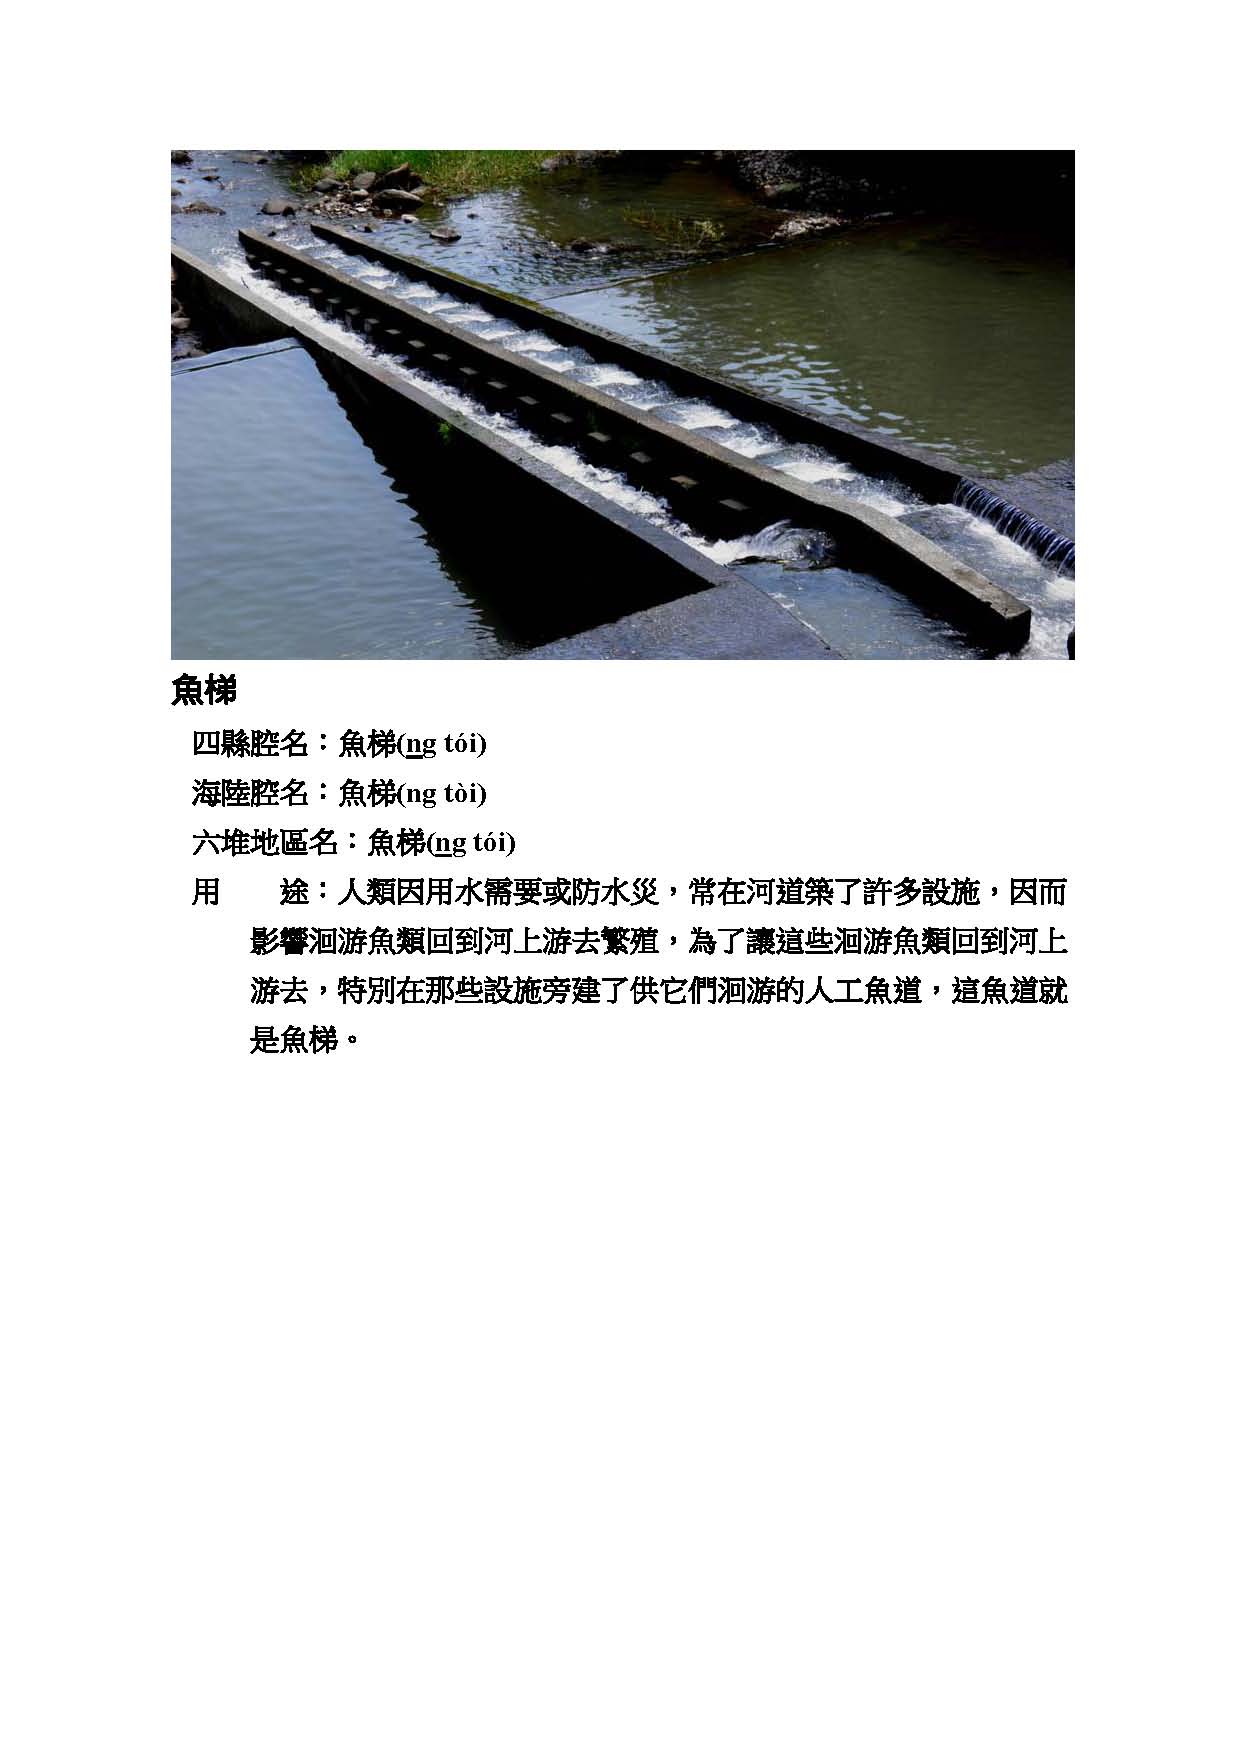 魚梯
四縣腔名：魚梯(ng tói)
海陸腔名：魚梯(ng tòi)
六堆地區名：魚梯(ng tói)
用　　途：人類因用水需要或防水災，常在河道築了許多設施，因而
影響洄游魚類回到河上游去繁殖，為了讓這些洄游魚類回到河上
游去，特別在那些設施旁建了供它們洄游的人工魚道，這魚道就
是魚梯。